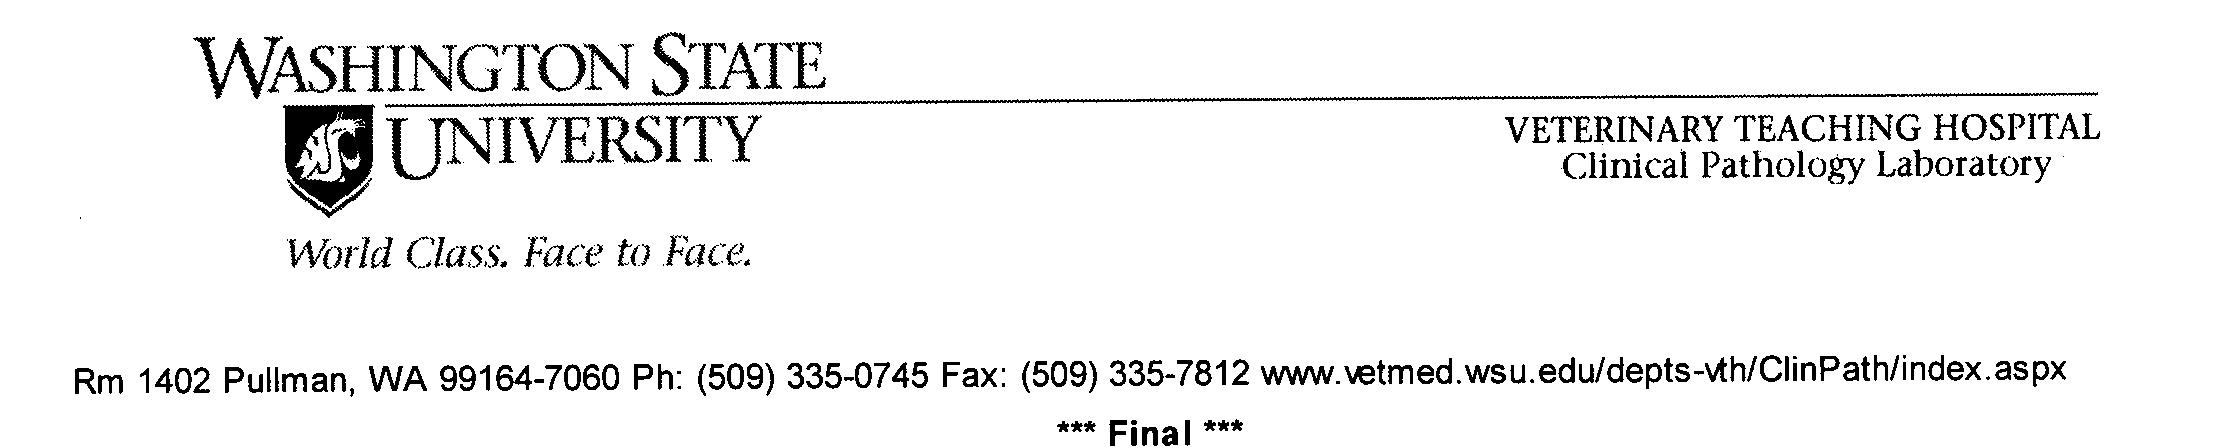 WASHINGTON STATE
UNIVERSITY
VETERINARY TEACHING HOSPITAL
Clinical Pathology Laboratory
World Class. Face to Face.
Rm 1402 Pullman, WA 99164-7060 Ph: (509) 335-0745 Fax: (509) 335-7812 www.vetmed.wsu.edu/depts-vth/ClinPath/index.aspx
*** Final ***